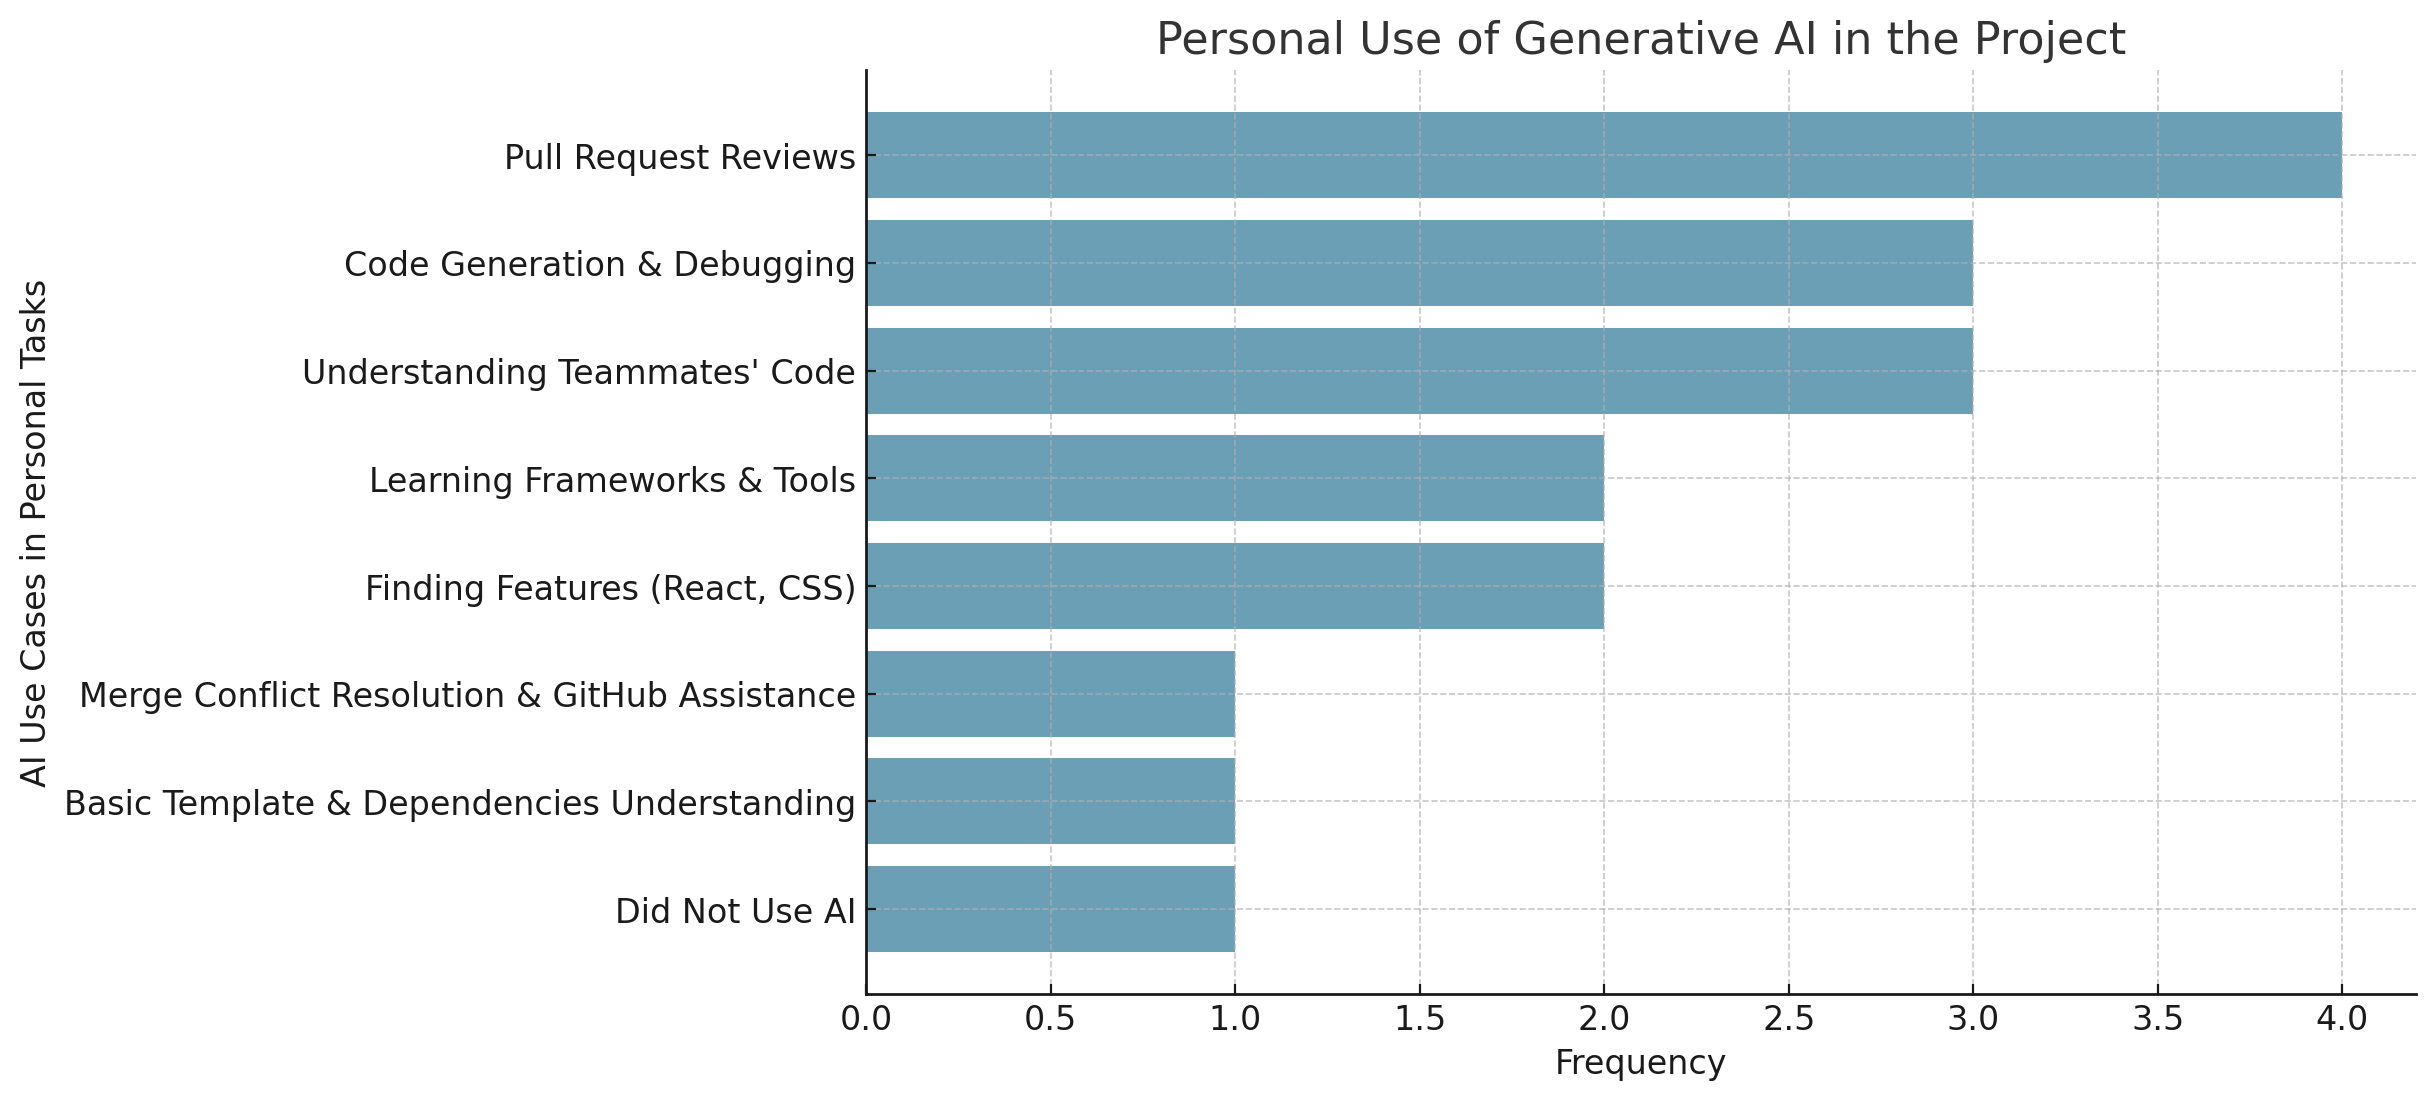 Personal Use of Generative AI in the Project
AI Use Cases in Personal Tasks
Pull Request Reviews
Code Generation & Debugging
Understanding Teammates' Code
Learning Frameworks & Tools
Finding Features (React, CSS)
Merge Conflict Resolution & GitHub Assistance
Basic Template & Dependencies Understanding
Did Not Use AI
0.0 0.5 1.0 1.5 2.0 2.5 3.0 3.5 4.0
Frequency